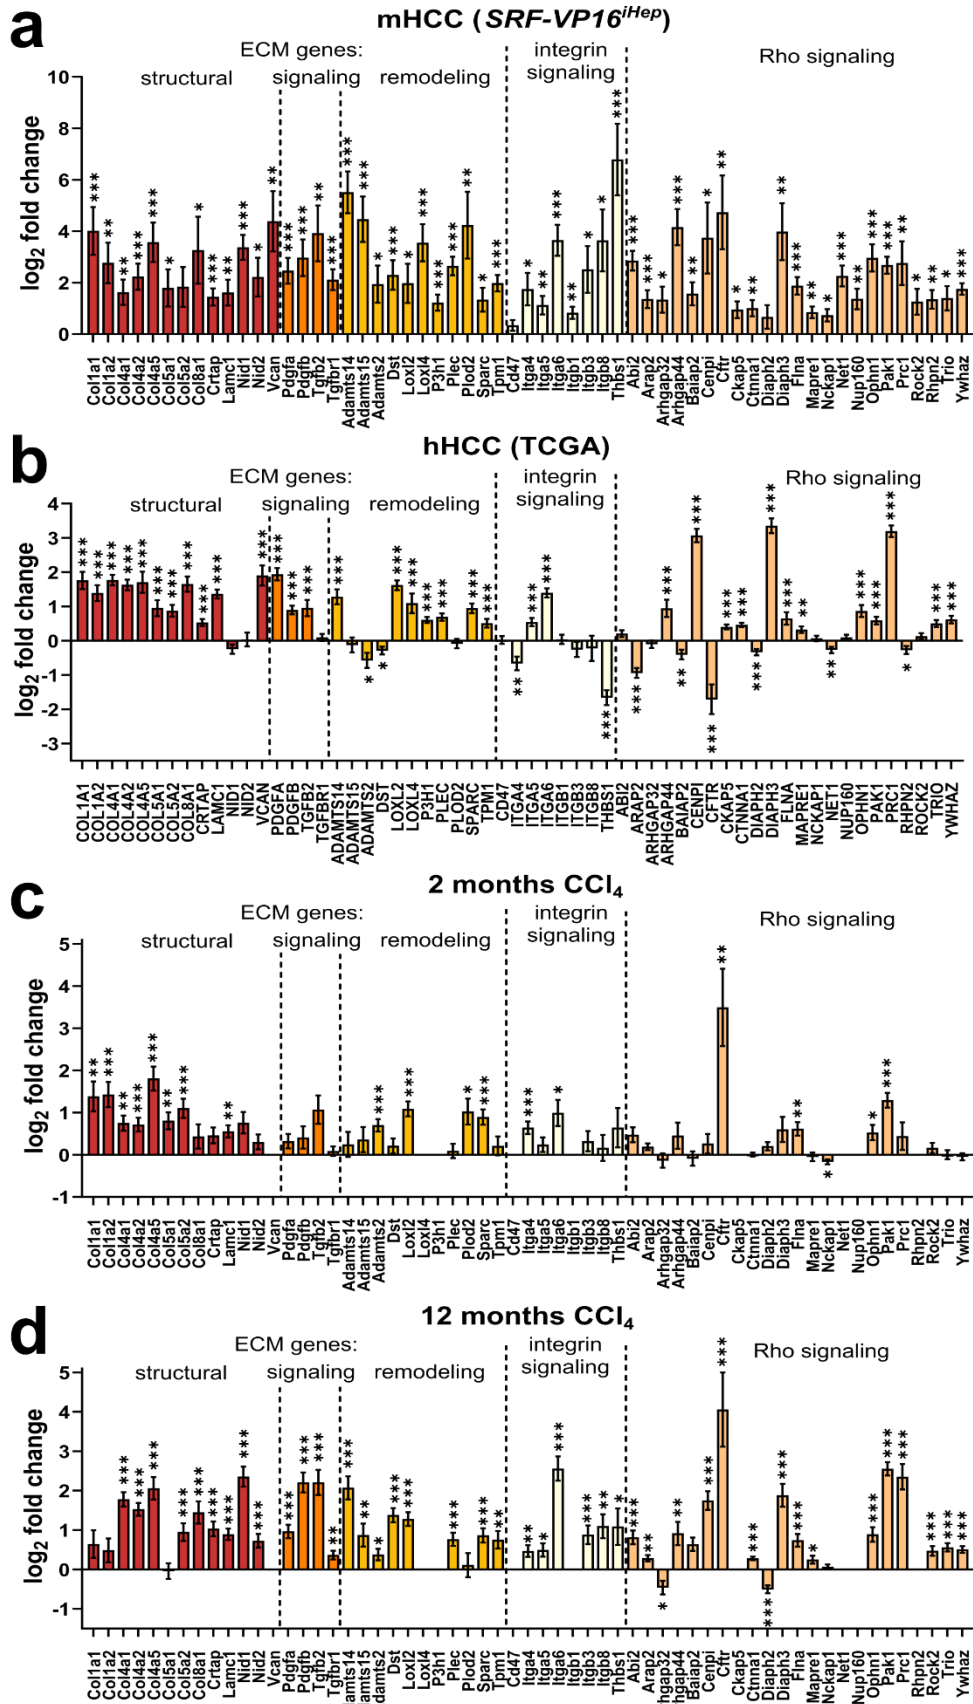 a
mHCC (SRF-VP16iHep)
ECM genes:
integrin
signaling
Rho signaling
structural
signaling
remodeling
log2 fold change
10
8
6
4
2
0
Col1a1 Col1a2 Col4a1 Col4a2 Col4a5 Col5a1 Col5a2 Col8a1 Crtap Lamc1 Nid1 Nid2 Vcan Pdgfa Pdgfb Tgfb2 Tgfbr1 Adamts14 Adamts15 Adamts2 Dst Loxl2 Loxl4 P3h1 Plec Plod2 Sparc Tpm1 Cd47 Itga4 Itga5 Itga6 Itgb1 Itgb3 Itgb8 Thbs1 Abi2 Arap2 Arhgap32 Arhgap44 Baiap2 Cenpi Cftr Ckap5 Ctnna1 Diaph2 Diaph3 Flna Mapre1 Nckap1 Net1 Nup160 Ophn1 Pak1 Prc1 Rock2 Rhpn2 Trio Ywhaz
b
hHCC (TCGA)
ECM genes:
integrin
signaling
Rho signaling
structural
signaling
remodeling
log2 fold change
4
3
2
1
0
-1
-2
-3
COL1A1 COL1A2 COL4A1 COL4A2 COL4A5 COL5A1 COL5A2 COL8A1 CRTAP LAMC1 NID1 NID2 VCAN PDGFA PDGFB TGFB2 TGFBR1 ADAMTS14 ADAMTS15 ADAMTS2 DST LOXL2 LOXL4 P3H1 PLEC PLOD2 SPARC TPM1 CD47 ITGA4 ITGA5 ITGA6 ITGB1 ITGB3 ITGB8 THBS1 ABI2 ARAP2 ARHGAP32 ARHGAP44 BAIAP2 CENPI CFTR CKAP5 CTNNA1 DIAPH2 DIAPH3 FLNA MAPRE1 NCKAP1 NET1 NUP160 OPHN1 PAK1 PRC1 RHPN2 ROCK2 TRIO YWHAZ
c
2 months CCl4
ECM genes:
integrin
signaling
Rho signaling
structural
signaling
remodeling
log2 fold change
5
4
3
2
1
0
-1
Col1a1 Col1a2 Col4a1 Col4a2 Col4a5 Col5a1 Col5a2 Col8a1 Crtap Lamc1 Nid1 Nid2 Vcan Pdgfa Pdgfb Tgfb2 Tgfbr1 Adamts14 Adamts15 Adamts2 Dst Loxl2 Loxl4 P3h1 Plec Plod2 Sparc Tpm1 Cd47 Itga4 Itga5 Itga6 Itgb1 Itgb3 Itgb8 Thbs1 Abi2 Arap2 Arhgap32 Arhgap44 Baiap2 Cenpi Cftr Ckap5 Ctnna1 Diaph2 Diaph3 Flna Mapre1 Nckap1 Net1 Nup160 Ophn1 Pak1 Prc1 Rhpn2 Rock2 Trio Ywhaz
d
12 months CCl4
ECM genes:
integrin
signaling
Rho signaling
structural
signaling
remodeling
log2 fold change
5
4
3
2
1
0
-1
Col1a1 Col1a2 Col4a1 Col4a2 Col4a5 Col5a1 Col5a2 Col8a1 Crtap Lamc1 Nid1 Nid2 Vcan Pdgfa Pdgfb Tgfb2 Tgfbr1 amts14 amts15 damts2 Dst Loxl2 Loxl4 P3h1 Plec Plod2 Sparc Tpm1 Cd47 Itga4 Itga5 Itga6 Itgb1 Itgb3 Itgb8 Thbs1 Abi2 Arap2 hgap32 hgap44 Baiap2 Cenpi Cftr Ckap5 Ctnna1 Diaph2 Diaph3 Flna Mapre1 Nckap1 Net1 Nup160 Ophn1 Pak1 Prc1 Rhpn2 Rock2 Trio Ywhaz